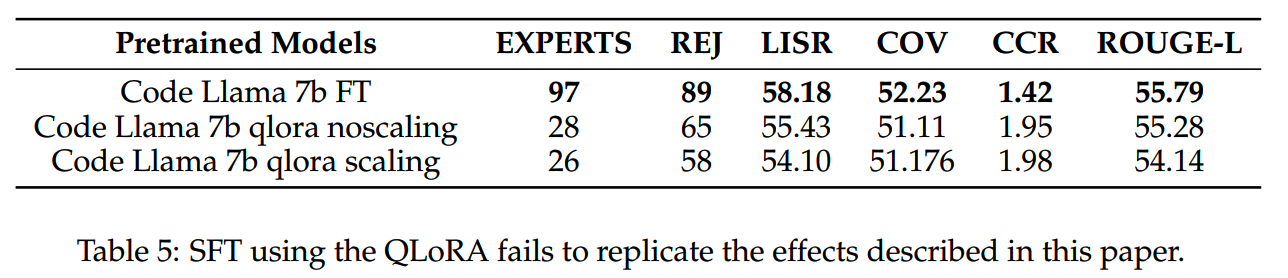 Pretrained Models EXPERTS REJ LISR COV CCR ROUGE-L
Code Llama 7b FT 97 89 58.18 52.23 1.42 55.79
Code Llama 7b qlora noscaling 28 65 55.43 51.11 1.95 55.28
Code Llama 7b qlora scaling 26 58 54.10 51.176 1.98 54.14
Table 5: SFT using the QLoRA fails to replicate the effects described in this paper.